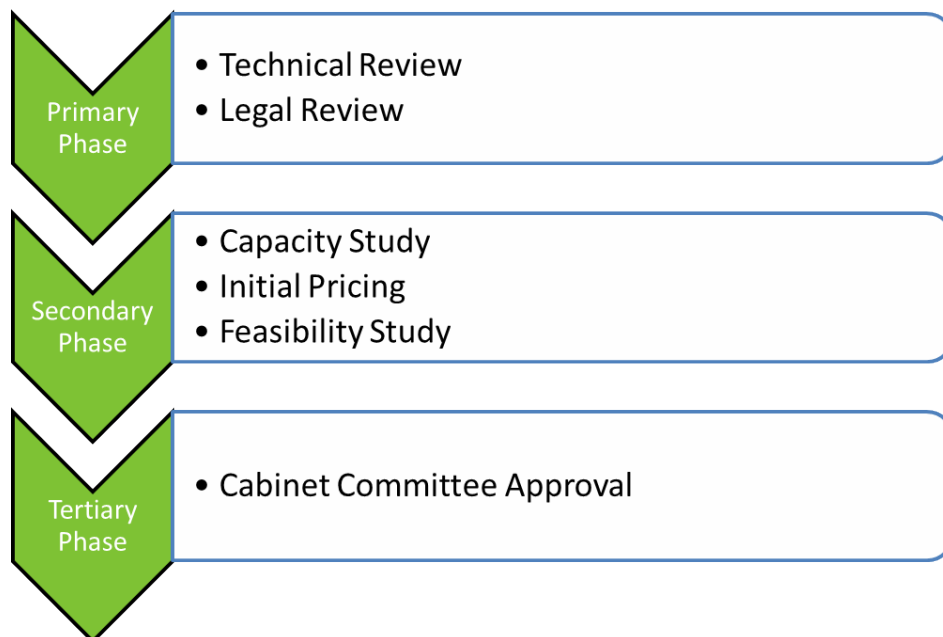 Primary
Phase
• Technical Review
• Legal Review
Secondary
Phase
• Capacity Study
• Initial Pricing
• Feasibility Study
Tertiary
Phase
• Cabinet Committee Approval